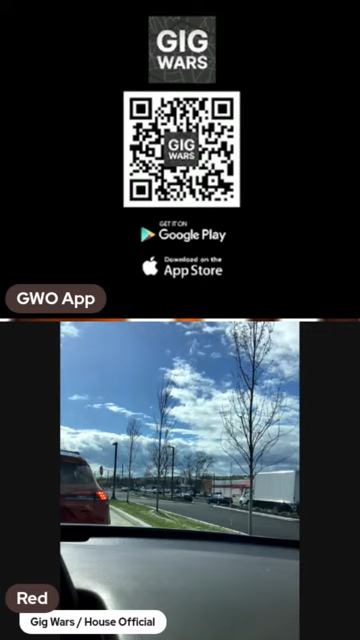 GIG
WARS
GIG
WARS
GET IT ON
Google Play
Download on the
App Store
GWO App
Red
Gig Wars / House Official